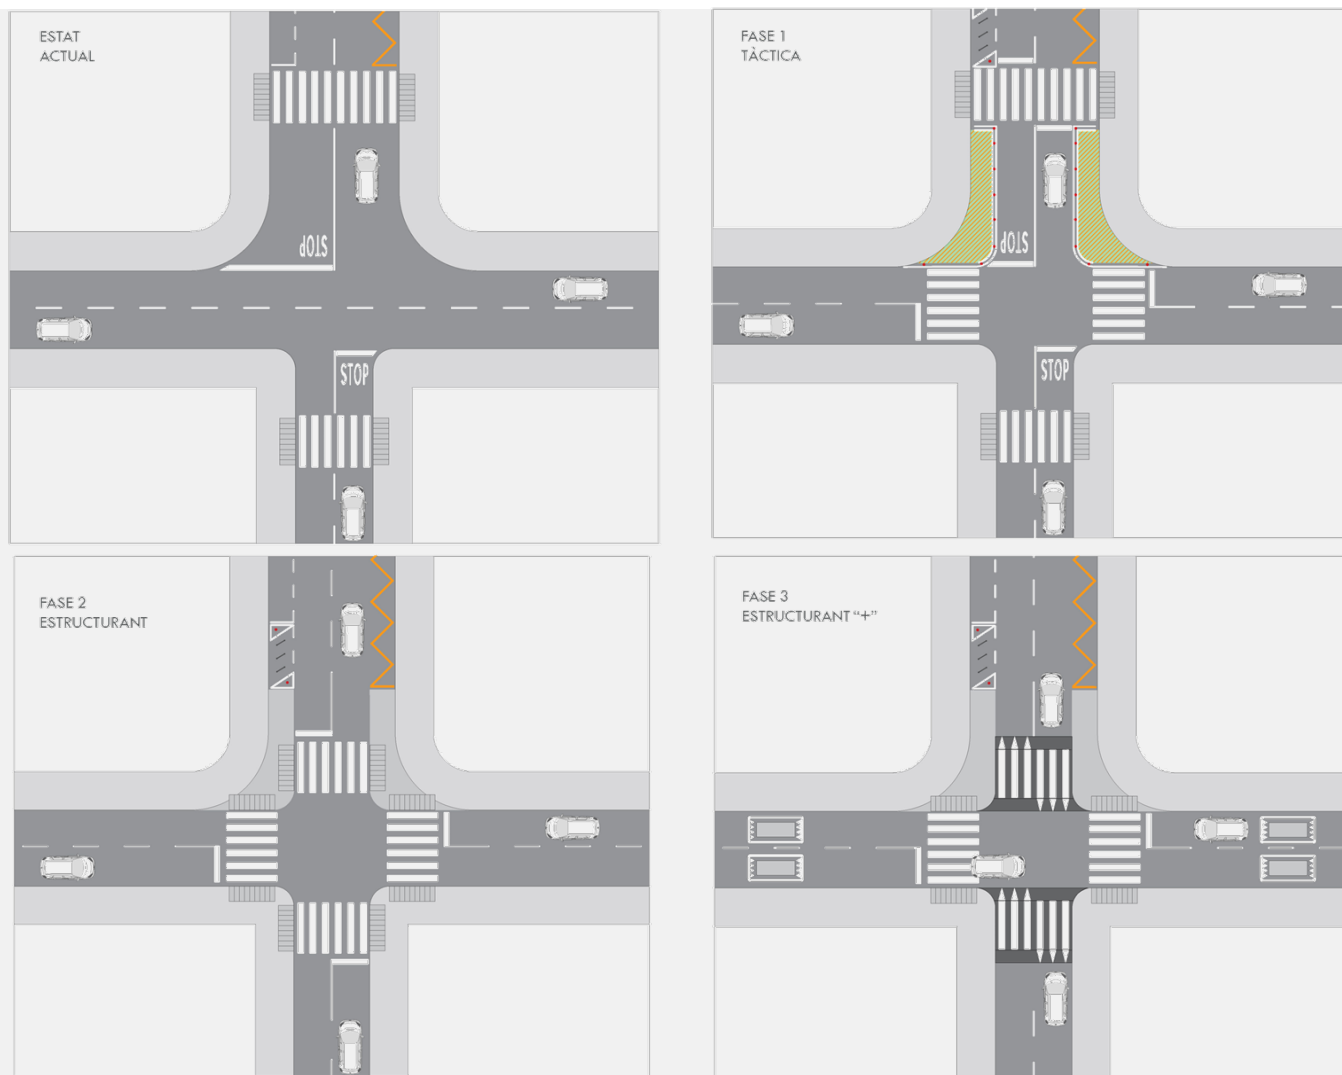 ESTAT
ACTUAL
STOP
STOP
FASE 1
TÀCTICA
STOP
STOP
FASE 2
ESTRUCTURANT
FASE 3
ESTRUCTURANT “+”